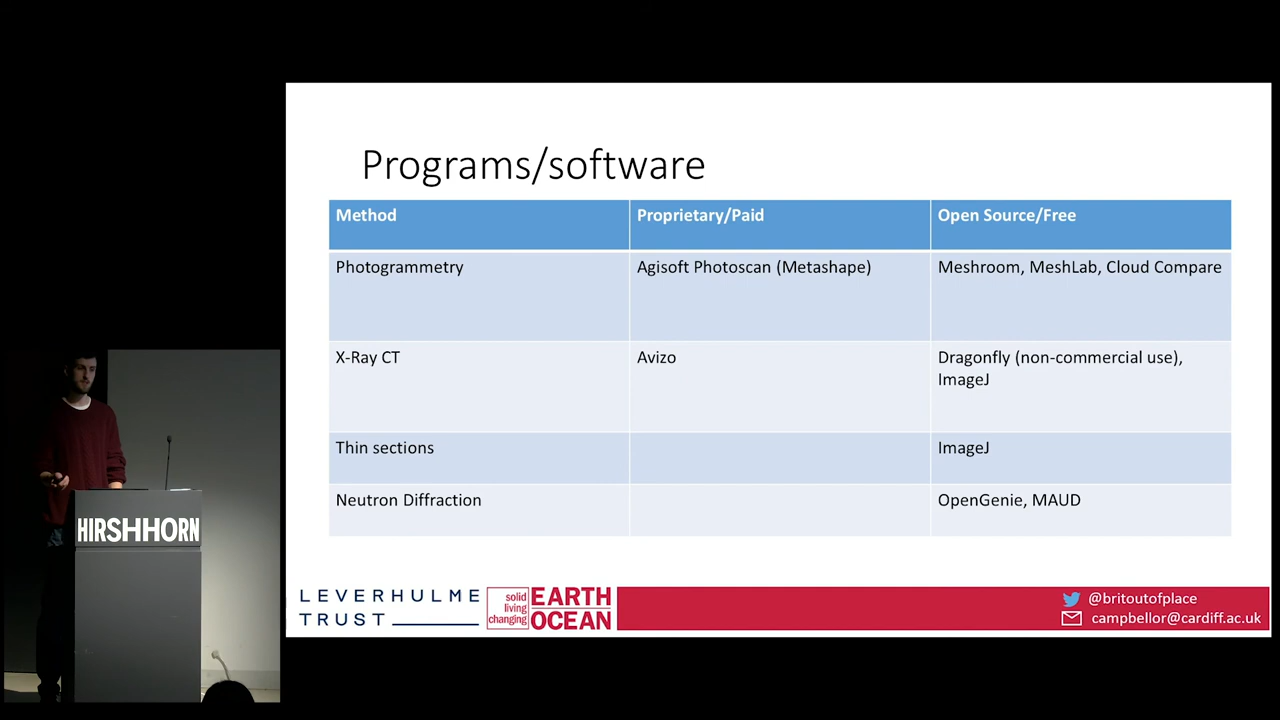 Programs/software
Method
Proprietary/Paid
Open Source/Free
Photogrammetry
Agisoft Photoscan (Metashape)
Meshroom, MeshLab, Cloud Compare
X-Ray CT
Avizo
Dragonfly (non-commercial use),
ImageJ
Thin sections
ImageJ
Neutron Diffraction
OpenGenie, MAUD
HIRSHHORN
LEVERHULME
TRUST
solid
living
changing
EARTH
OCEAN
@britoutofplace
campbellor@cardiff.ac.uk